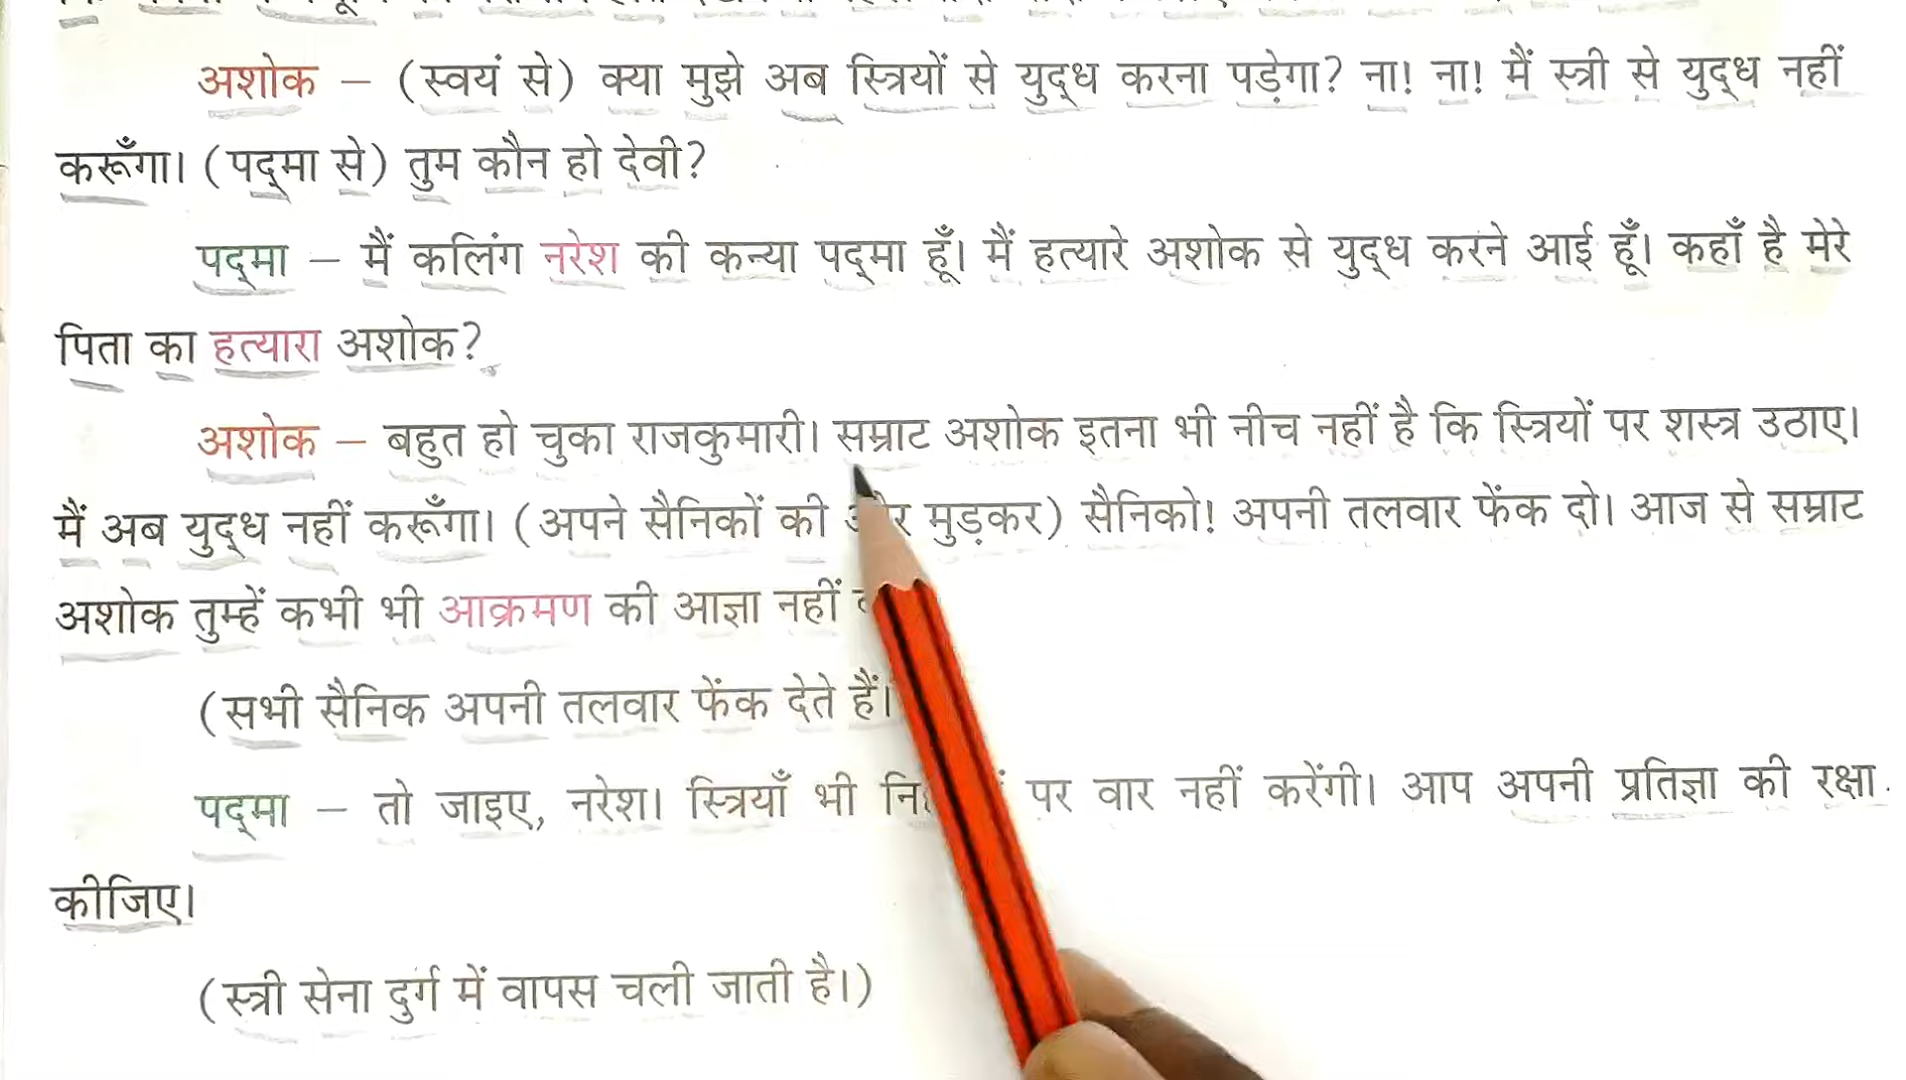 अशोक – (स्वयं से) क्या मुझे अब स्त्रियों से युद्ध करना पड़ेगा? ना! ना! मैं स्त्री से युद्ध नहीं
करूँगा। (पद्मा से) तुम कौन हो देवी?
पद्मा – मैं कलिंग नरेश की कन्या पद्मा हूँ। मैं हत्यारे अशोक से युद्ध करने आई हूँ। कहाँ है मेरे
पिता का हत्यारा अशोक?
अशोक – बहुत हो चुका राजकुमारी। सम्राट अशोक इतना भी नीच नहीं है कि स्त्रियों पर शस्त्र उठाए।
मैं अब युद्ध नहीं करूँगा। (अपने सैनिकों की ओर मुड़कर) सैनिको! अपनी तलवार फेंक दो। आज से सम्राट
अशोक तुम्हें कभी भी आक्रमण की आज्ञा नहीं
(सभी सैनिक अपनी तलवार फेंक देते हैं।
पद्मा – तो जाइए, नरेश। स्त्रियाँ भी पर वार नहीं करेंगी। आप अपनी प्रतिज्ञा की रक्षा
कीजिए।
(स्त्री सेना दुर्ग में वापस चली जाती है।)